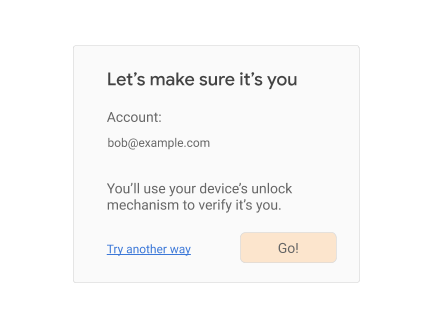 Let’s make sure it’s you
Account:
bob@example.com
You’ll use your device’s unlock
mechanism to verify it’s you.
Try another way
Go!